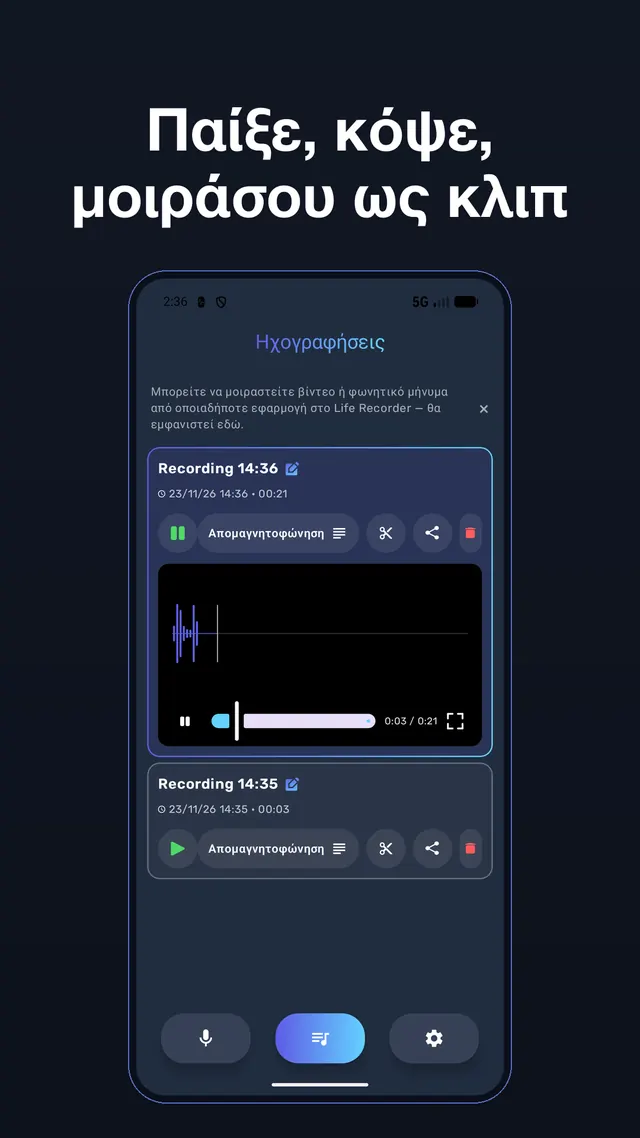 Παίξε, κόψε,
μοιράσου ως κλιπ
2:36
5G
Ηχογραφήσεις
Μπορείτε να μοιραστείτε βίντεο ή φωνητικό μήνυμα
από οποιαδήποτε εφαρμογή στο Life Recorder – θα
εμφανιστεί εδώ.
Recording 14:36
23/11/26 14:36 • 00:21
Απομαγνητοφώνηση
0:03 / 0:21
Recording 14:35
23/11/26 14:35 • 00:03
Απομαγνητοφώνηση